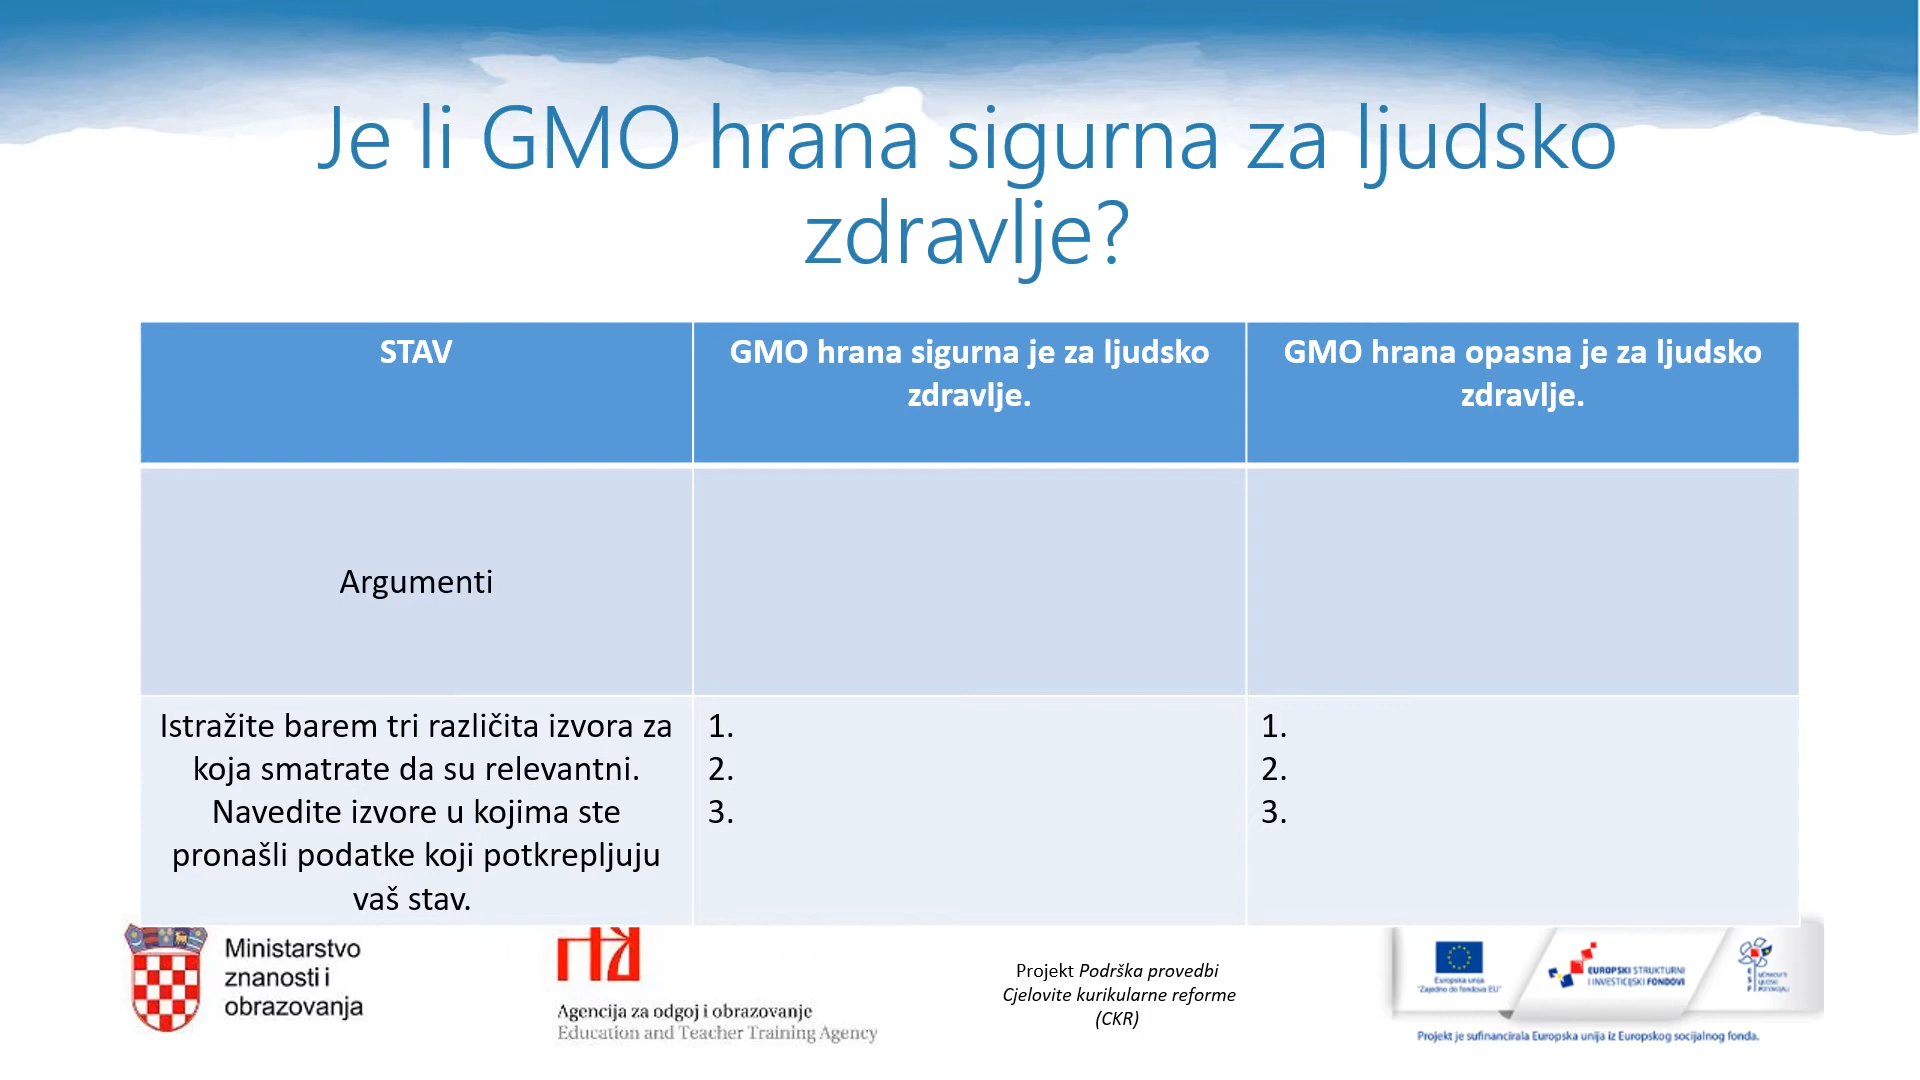 Je li GMO hrana sigurna za ljudsko
zdravlje?
STAV
GMO hrana sigurna je za ljudsko
zdravlje.
GMO hrana opasna je za ljudsko
zdravlje.
Argumenti
Istražite barem tri različita izvora za
koja smatrate da su relevantni.
Navedite izvore u kojima ste
pronašli podatke koji potkrepljuju
vaš stav.
1.
2.
3.
1.
2.
3.
Ministarstvo
znanosti i
obrazovanja
Agencija za odgoj i obrazovanje
Education and Teacher Training Agency
Projekt Podrška provedbi
Cjelovite kurikularne reforme
(CKR)
Europska unija
"Zajedno do fondova EU"
EUROPSKI STRUKTURNI
I INVESTICIJSKI FONDOVI
Projekt je sufinancirala Europska unija iz Europskog socijalnog fonda.